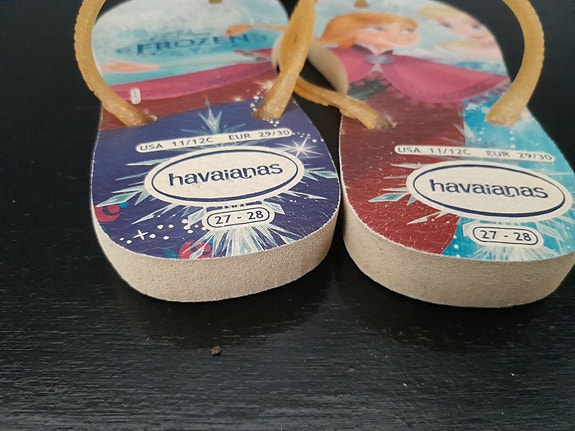 FROZEN
USA 11/12C EUR 29/30
havaianas
27 - 28
USA 11/12C EUR 29/30
havaianas
27 - 28